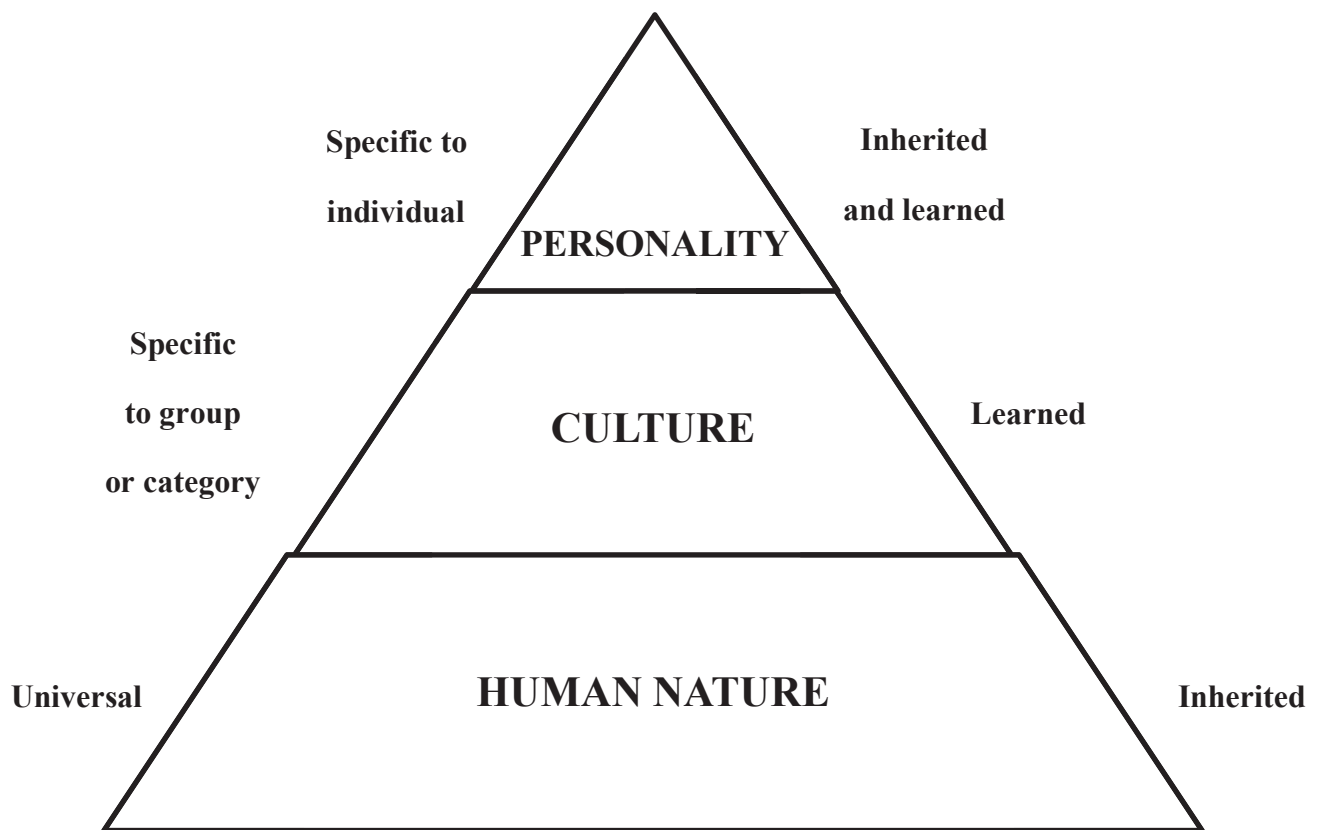 Specific to
individual
Inherited
and learned
PERSONALITY
Specific
to group
or category
CULTURE
Learned
Universal
HUMAN NATURE
Inherited